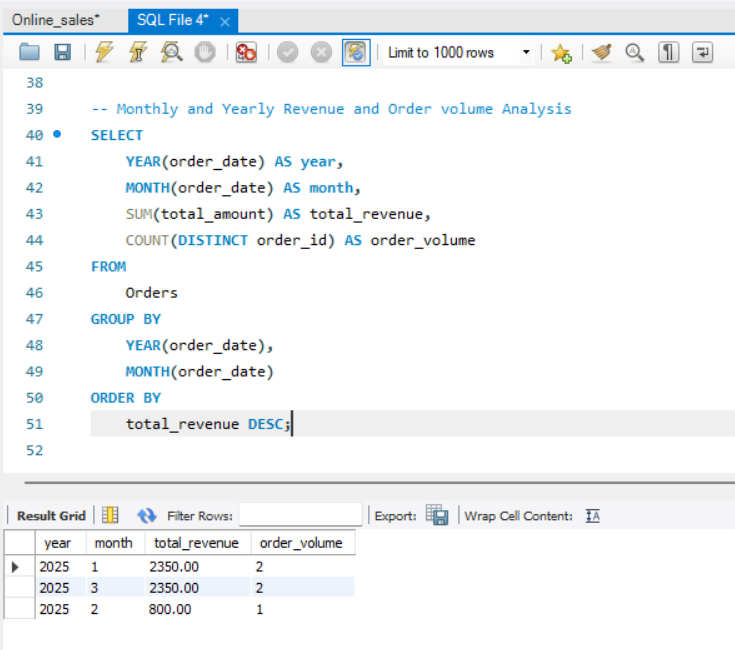 Online_sales* SQL File 4*
Limit to 1000 rows
38
39 -- Monthly and Yearly Revenue and Order volume Analysis
40 SELECT
41 YEAR(order_date) AS year,
42 MONTH(order_date) AS month,
43 SUM(total_amount) AS total_revenue,
44 COUNT(DISTINCT order_id) AS order_volume
45 FROM
46 Orders
47 GROUP BY
48 YEAR(order_date),
49 MONTH(order_date)
50 ORDER BY
51 total_revenue DESC;
52
Result Grid Filter Rows: Export: Wrap Cell Content:
year month total_revenue order_volume
2025 1 2350.00 2
2025 3 2350.00 2
2025 2 800.00 1